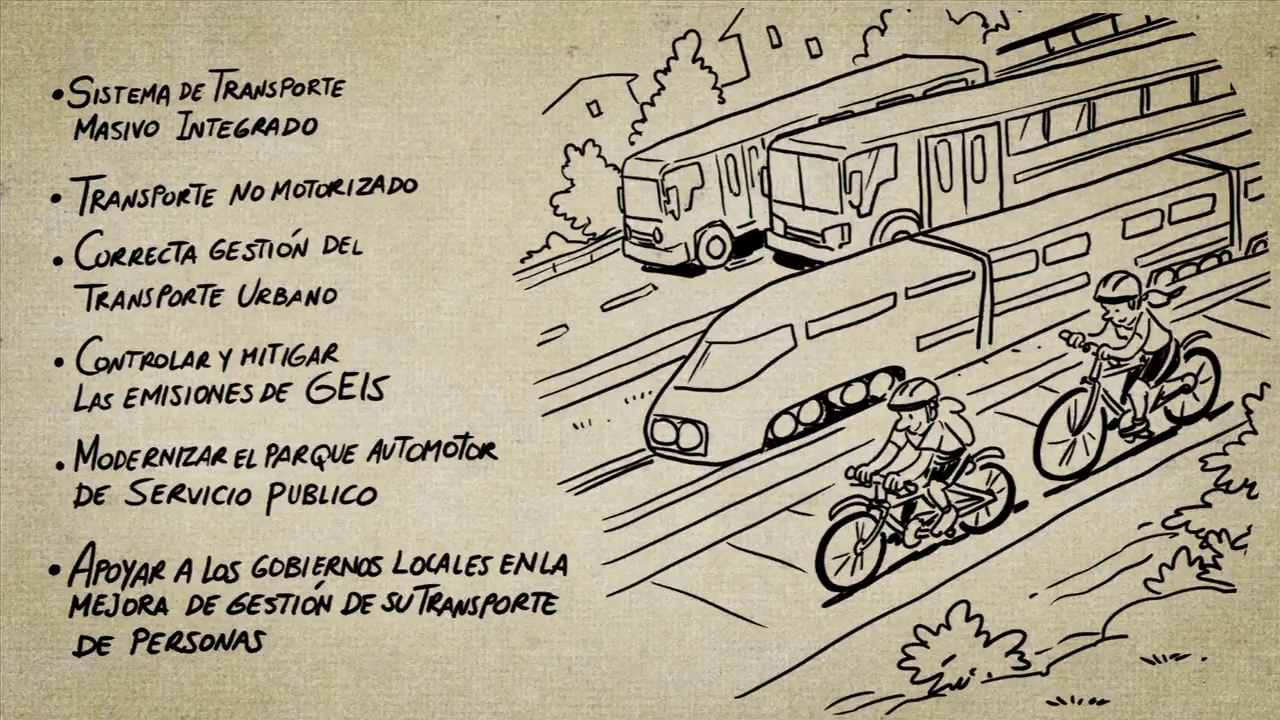 • SISTEMA DE TRANSPORTE
MASIVO INTEGRADO
• TRANSPORTE NO MOTORIZADO
• CORRECTA GESTIÓN DEL
TRANSPORTE URBANO
• CONTROLAR Y MITIGAR
LAS EMISIONES DE GEIS
• MODERNIZAR EL PARQUE AUTOMOTOR
DE SERVICIO PUBLICO
• APOYAR A LOS GOBIERNOS LOCALES EN LA
MEJORA DE GESTIÓN DE SU TRANSPORTE
DE PERSONAS